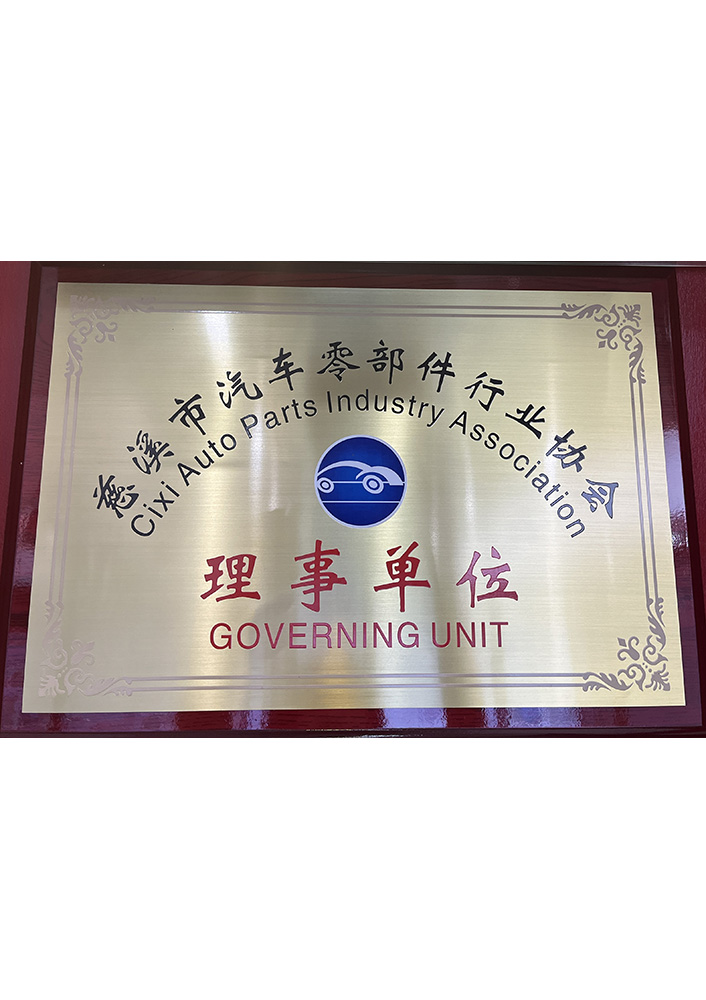 慈溪市汽车零部件行业协会
Cixi Auto Parts Industry Association
理事单位
GOVERNING UNIT